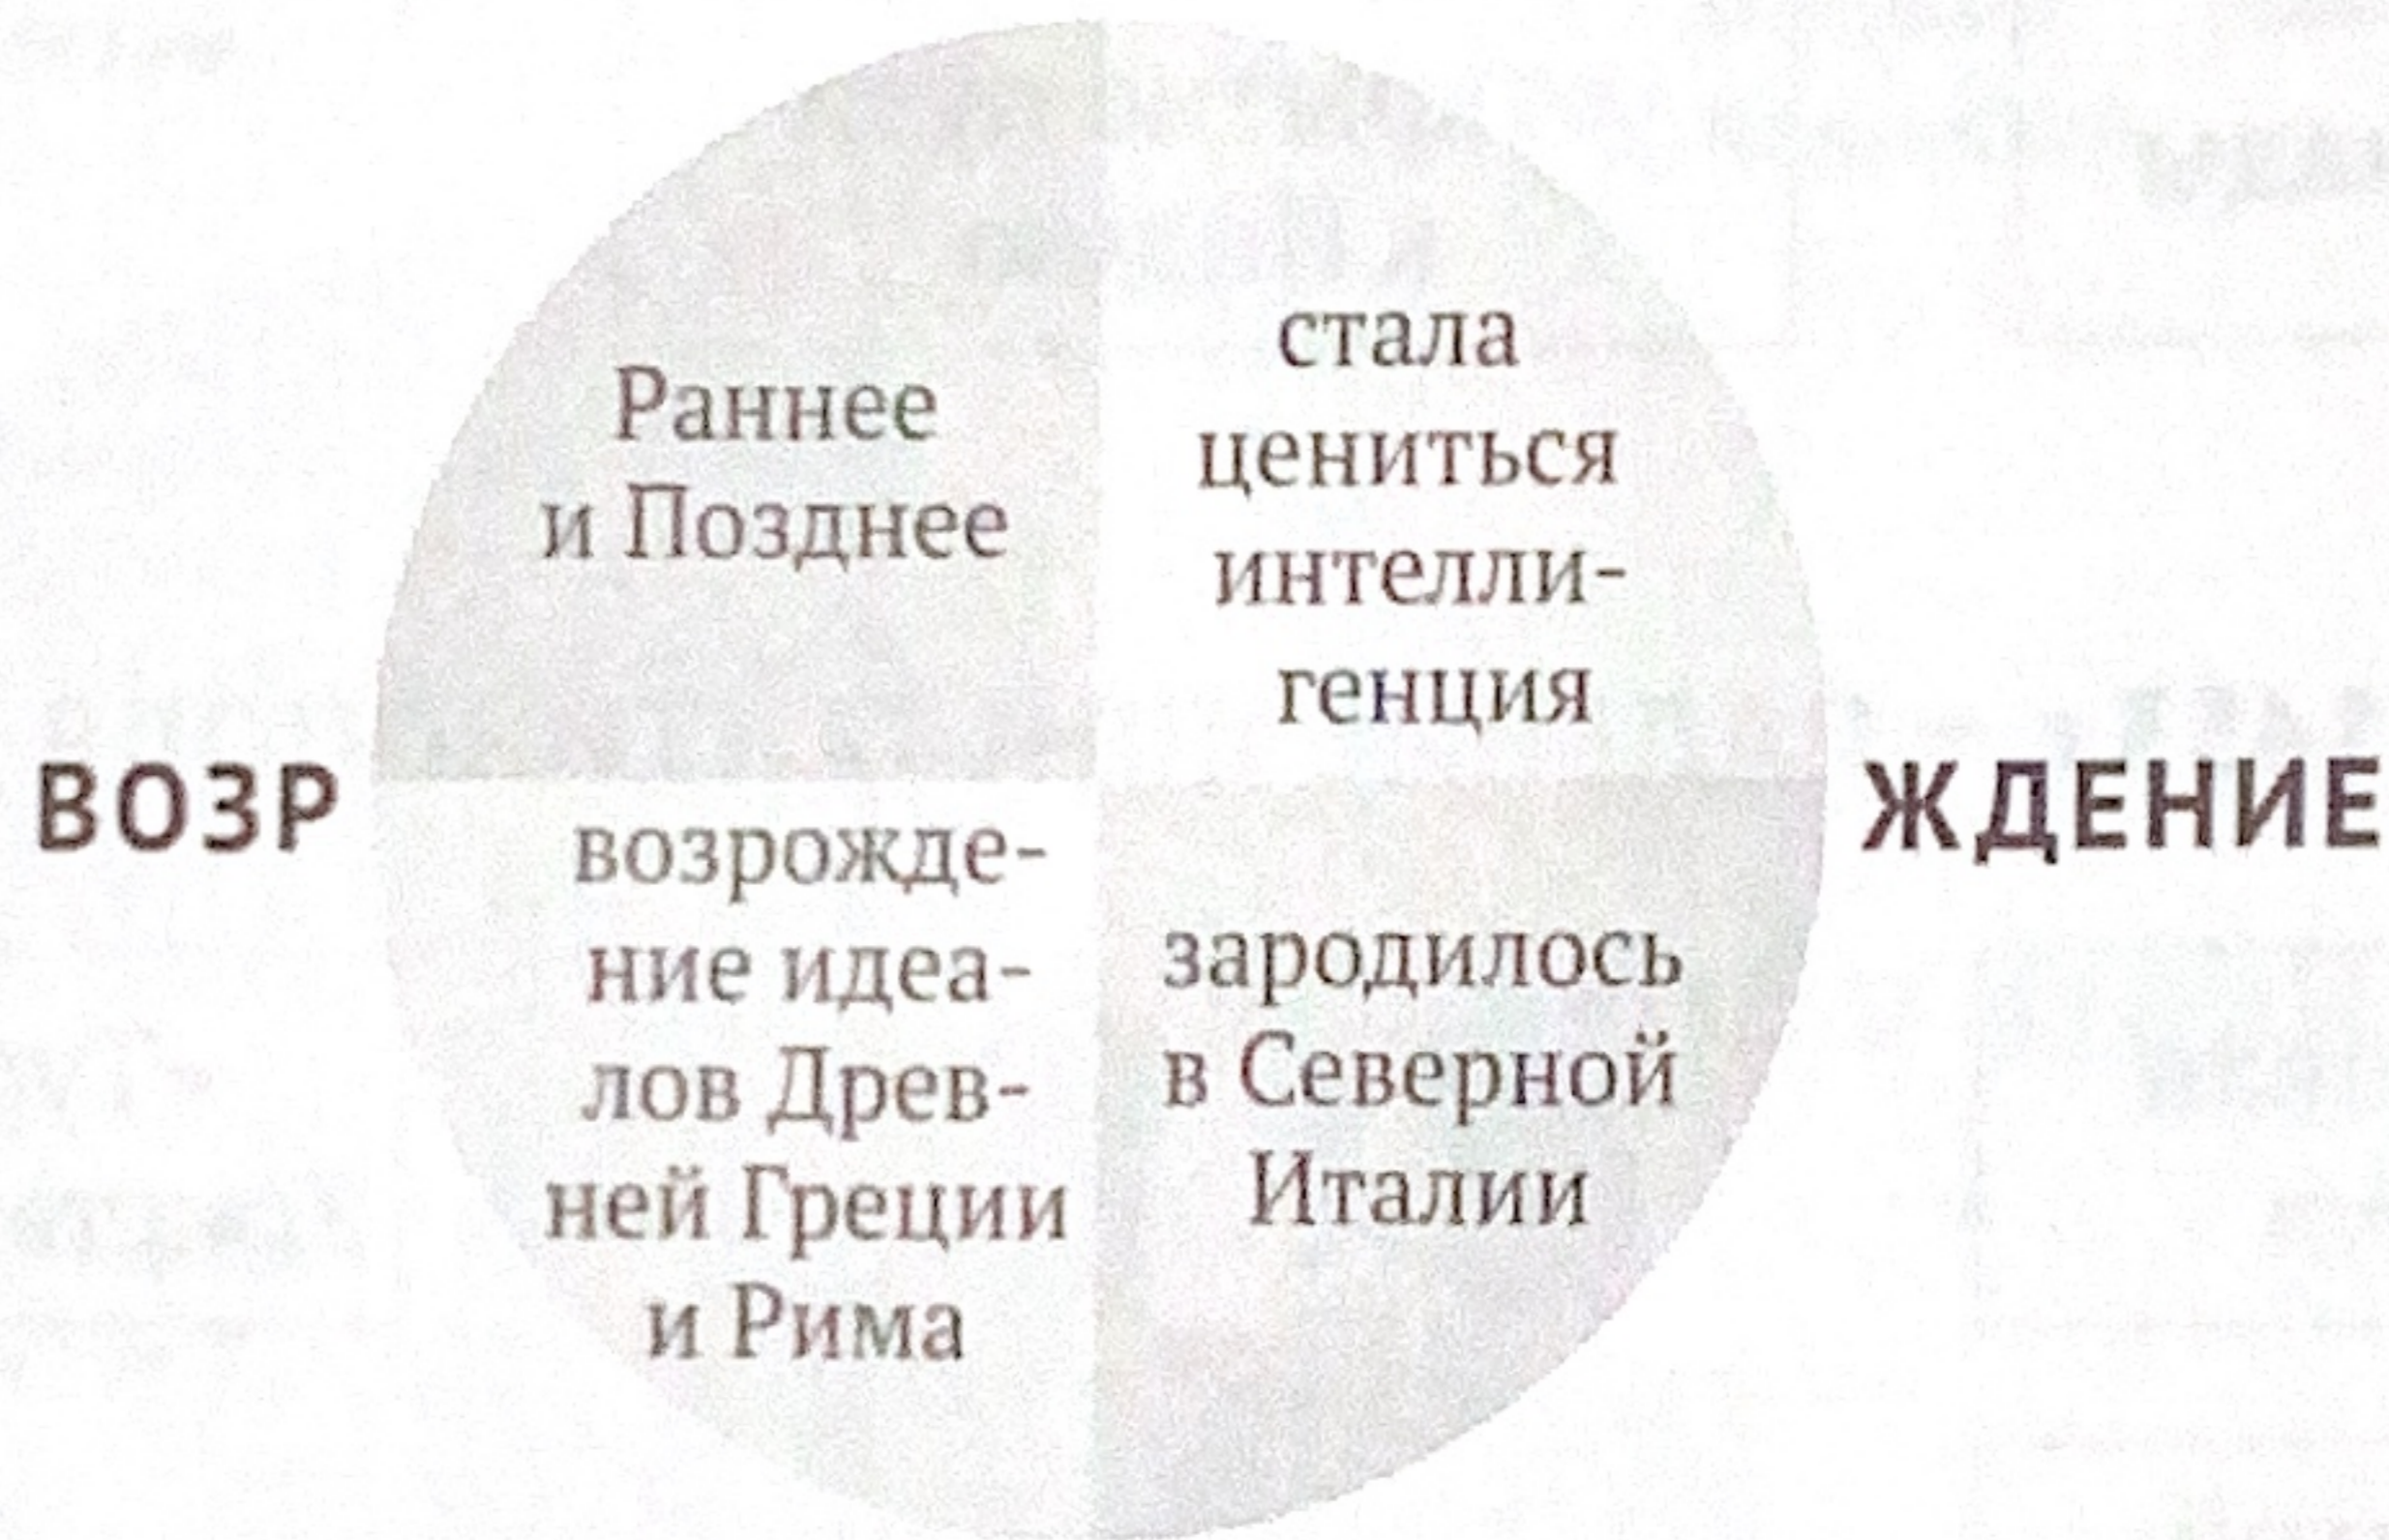 Раннее
и Позднее
стала
цениться
интелли-
генция
ВОЗР
ЖДЕНИЕ
возрожде-
ние идеа-
лов Древ-
ней Греции
и Рима
зародилось
в Северной
Италии